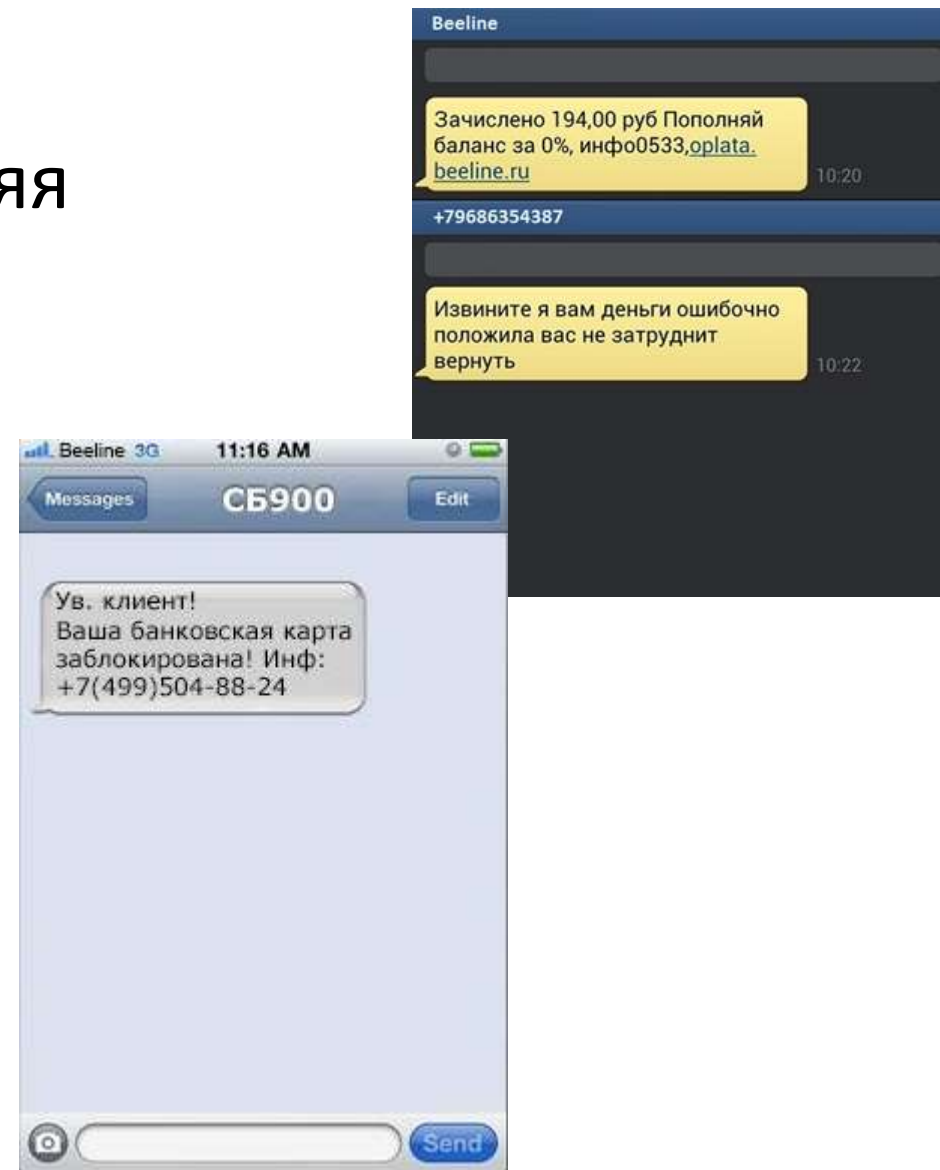 яя
Beeline
Зачислено 194,00 руб Пополняй
баланс за 0%, инфо0533,oplata.
beeline.ru
10:20
+79686354387
Извините я вам деньги ошибочно
положила вас не затруднит
вернуть
10:22
Beeline 3G 11:16 AM
Messages СБ900 Edit
Ув. клиент!
Ваша банковская карта
заблокирована! Инф:
+7(499)504-88-24
Send